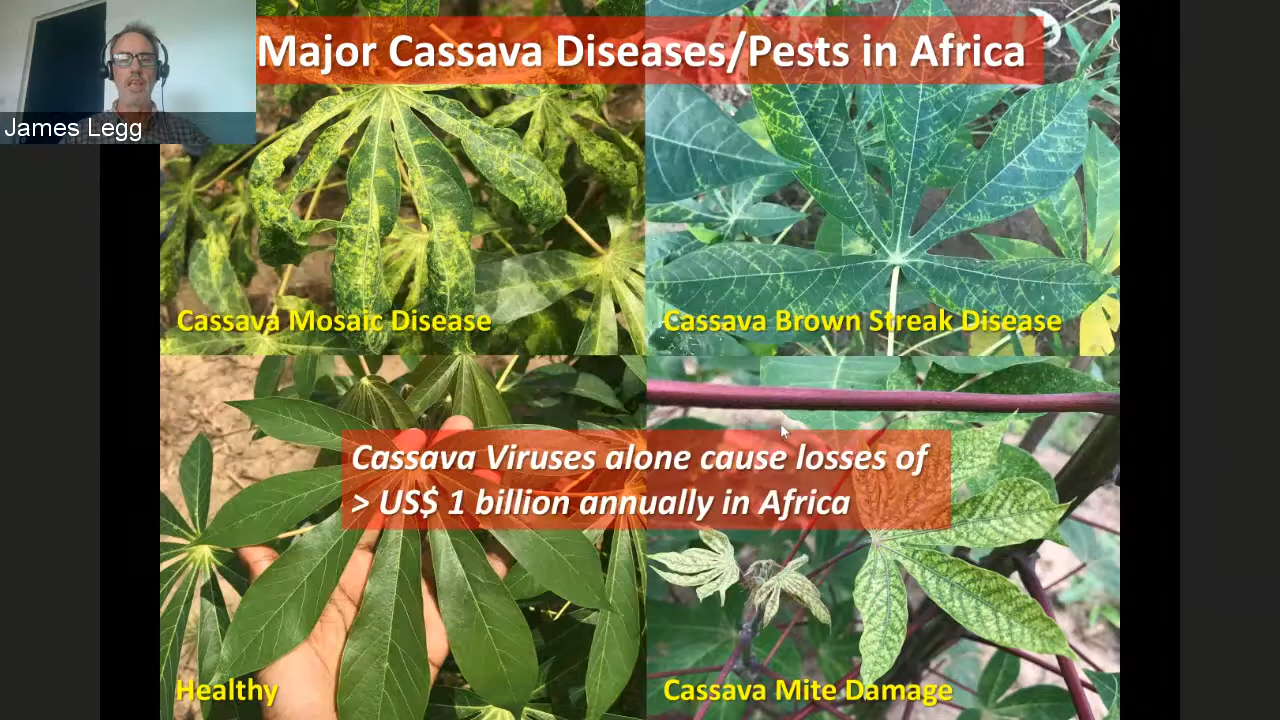 Major Cassava Diseases/Pests in Africa
James Legg
Cassava Mosaic Disease
Cassava Brown Streak Disease
Cassava Viruses alone cause losses of
> US$ 1 billion annually in Africa
Healthy
Cassava Mite Damage